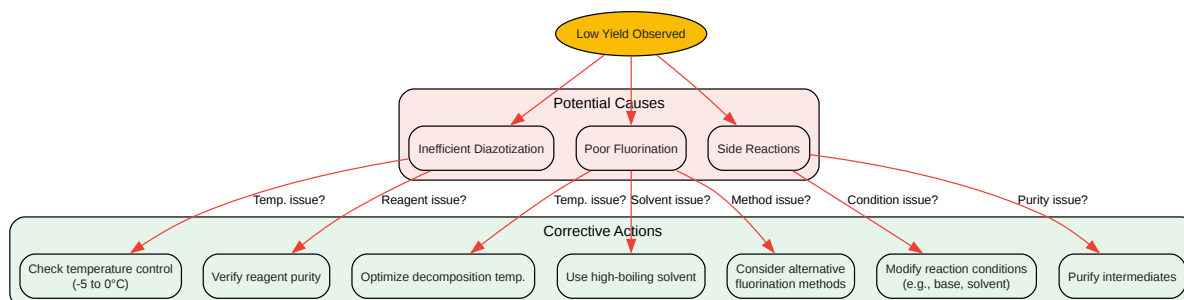 Low Yield Observed
Potential Causes
Inefficient Diazotization
Poor Fluorination
Side Reactions
Temp. issue?
Reagent issue?
Temp. issue?
Solvent issue?
Method issue?
Condition issue?
Purity issue?
Corrective Actions
Check temperature control
(-5 to 0°C)
Verify reagent purity
Optimize decomposition temp.
Use high-boiling solvent
Consider alternative
fluorination methods
Modify reaction conditions
(e.g., base, solvent)
Purify intermediates